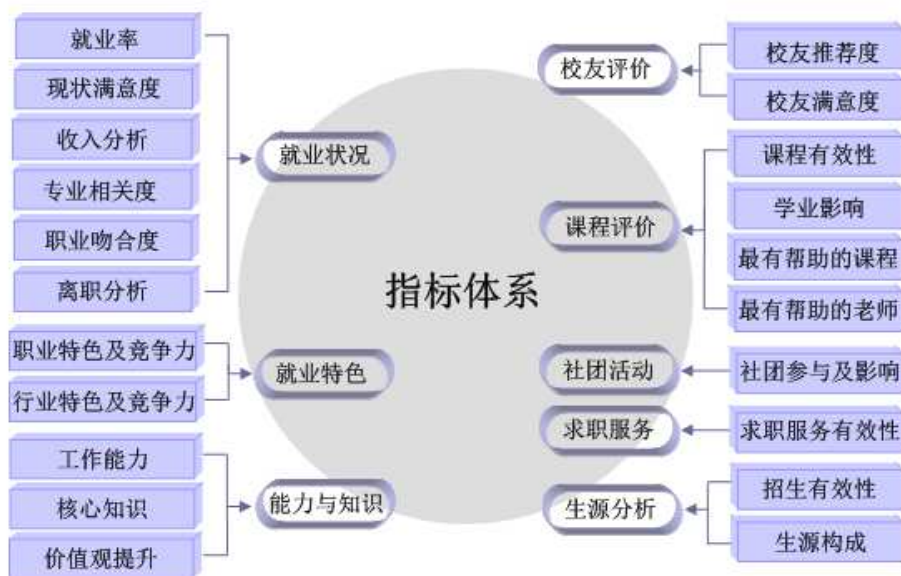 就业率
现状满意度
收入分析
专业相关度
职业吻合度
离职分析
就业状况
职业特色及竞争力
行业特色及竞争力
就业特色
工作能力
核心知识
价值观提升
能力与知识
指标体系
校友评价
校友推荐度
校友满意度
课程评价
课程有效性
学业影响
最有帮助的课程
最有帮助的老师
社团活动
社团参与及影响
求职服务
求职服务有效性
生源分析
招生有效性
生源构成